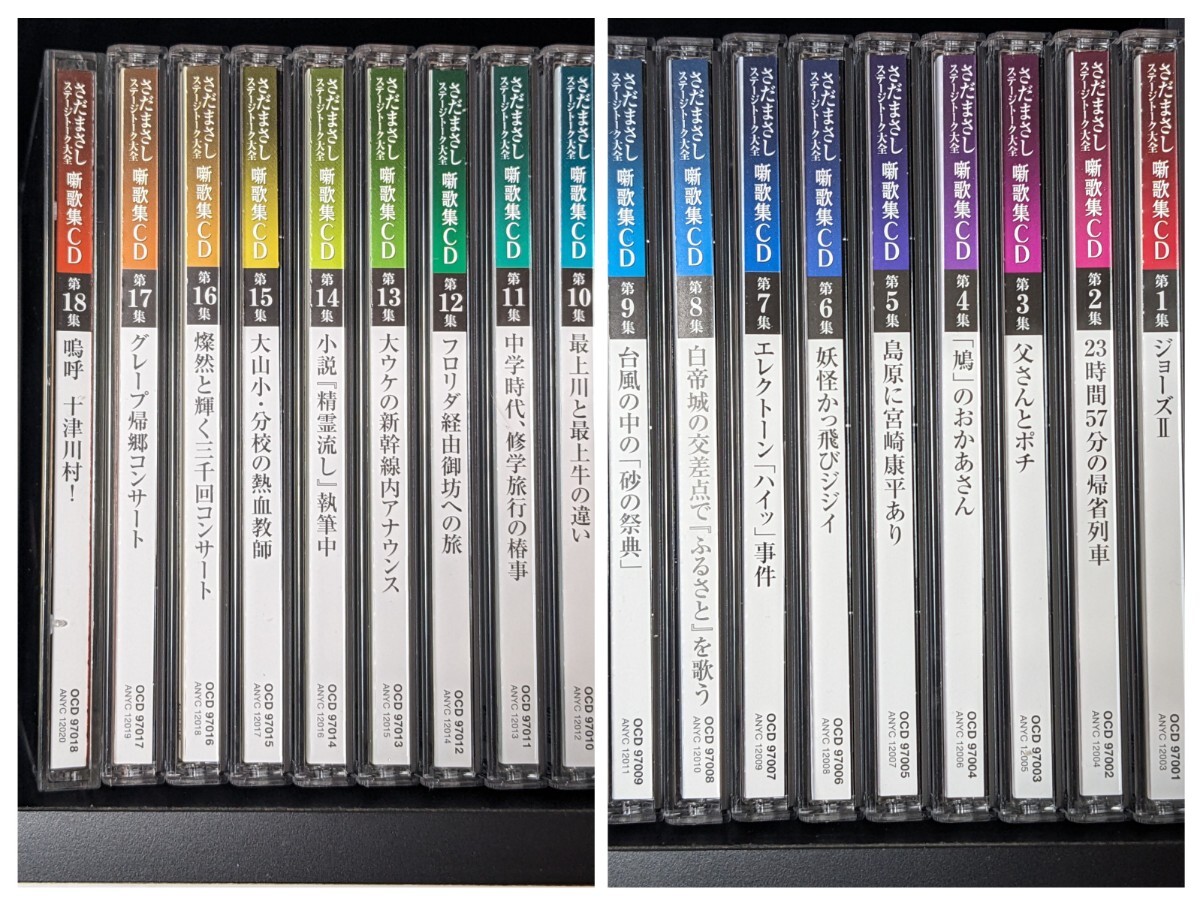 さだまさし
ステージトーク大全
噺歌集CD
第18集
嗚呼 十津川村！
OCD 97018
ANYC 12020
さだまさし
ステージトーク大全
噺歌集CD
第17集
グレープ帰郷コンサート
OCD 97017
ANYC 12019
さだまさし
ステージトーク大全
噺歌集CD
第16集
燦然と輝く三千回コンサート
OCD 97016
ANYC 12018
さだまさし
ステージトーク大全
噺歌集CD
第15集
大山小・分校の熱血教師
OCD 97015
ANYC 12017
さだまさし
ステージトーク大全
噺歌集CD
第14集
小説『精霊流し』執筆中
OCD 97014
ANYC 12016
さだまさし
ステージトーク大全
噺歌集CD
第13集
大ウケの新幹線内アナウンス
OCD 97013
ANYC 12015
さだまさし
ステージトーク大全
噺歌集CD
第12集
フロリダ経由御坊への旅
OCD 97012
ANYC 12014
さだまさし
ステージトーク大全
噺歌集CD
第11集
中学時代、修学旅行の椿事
OCD 97011
ANYC 12013
さだまさし
ステージトーク大全
噺歌集CD
第10集
最上川と最上牛の違い
OCD 97010
ANYC 12012
さだまさし
ステージトーク大全
噺歌集CD
第9集
台風の中の「砂の祭典」
OCD 97009
ANYC 12011
さだまさし
ステージトーク大全
噺歌集CD
第8集
白帝城の交差点で『ふるさと』を歌う
OCD 97008
ANYC 12010
さだまさし
ステージトーク大全
噺歌集CD
第7集
エレクトーン「ハイッ」事件
OCD 97007
ANYC 12009
さだまさし
ステージトーク大全
噺歌集CD
第6集
妖怪かっ飛びジジイ
OCD 97006
ANYC 12008
さだまさし
ステージトーク大全
噺歌集CD
第5集
島原に宮崎康平あり
OCD 97005
ANYC 12007
さだまさし
ステージトーク大全
噺歌集CD
第4集
「鳩」のおかあさん
OCD 97004
ANYC 12006
さだまさし
ステージトーク大全
噺歌集CD
第3集
父さんとポチ
OCD 97003
ANYC 12005
さだまさし
ステージトーク大全
噺歌集CD
第2集
23時間57分の帰省列車
OCD 97002
ANYC 12004
さだまさし
ステージトーク大全
噺歌集CD
第1集
ジョーズⅡ
OCD 97001
ANYC 12003